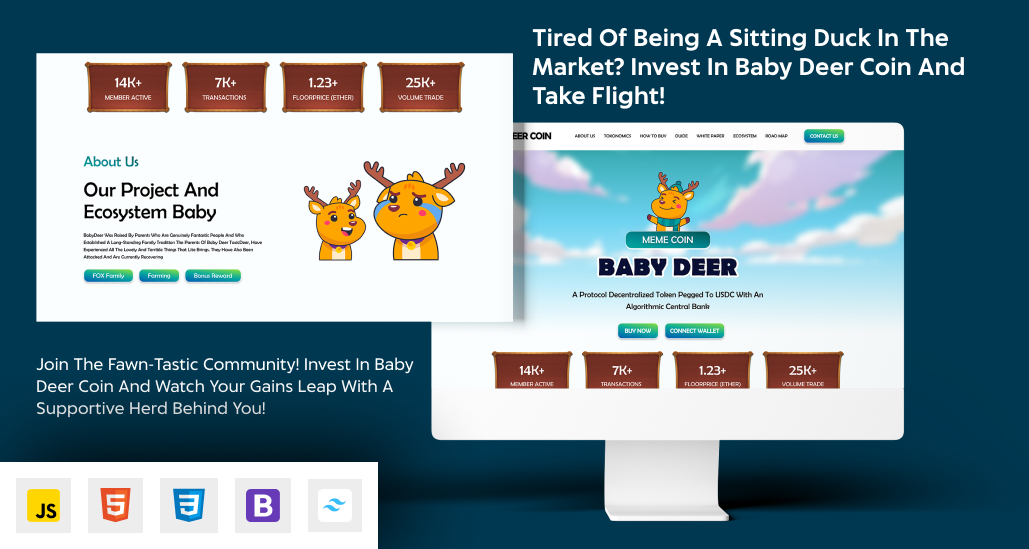 Tired Of Being A Sitting Duck In The
Market? Invest In Baby Deer Coin And
Take Flight!
14K+
MEMBER ACTIVE
7K+
TRANSACTIONS
1.23+
FLOORPRICE (ETHER)
25K+
VOLUME TRADE
About Us
Our Project And
Ecosystem Baby
BabyDeer Was Raised By Parents Who Are Genuinely Fantastic People And Who
Established A Long-Standing Family Tradition The Parents Of Baby Deer ToxicDeer, Have
Experienced All The Lovely And Terrible Things That Life Brings. They Have Also Been
Attacked And Are Currently Recovering
FOX Family
Farming
Bonus Reward
EER COIN
ABOUT US
TOKONOMICS
HOW TO BUY
GUIDE
WHITE PAPER
ECOSYSTEM
ROAD MAP
CONTACT US
MEME COIN
BABY DEER
A Protocol Decentralized Token Pegged To USDC With An
Algorithmic Central Bank
BUY NOW
CONNECT WALLET
14K+
MEMBER ACTIVE
7K+
TRANSACTIONS
1.23+
FLOORPRICE (ETHER)
25K+
VOLUME TRADE
Join The Fawn-Tastic Community! Invest In Baby
Deer Coin And Watch Your Gains Leap With A
Supportive Herd Behind You!
JS
5
3
B